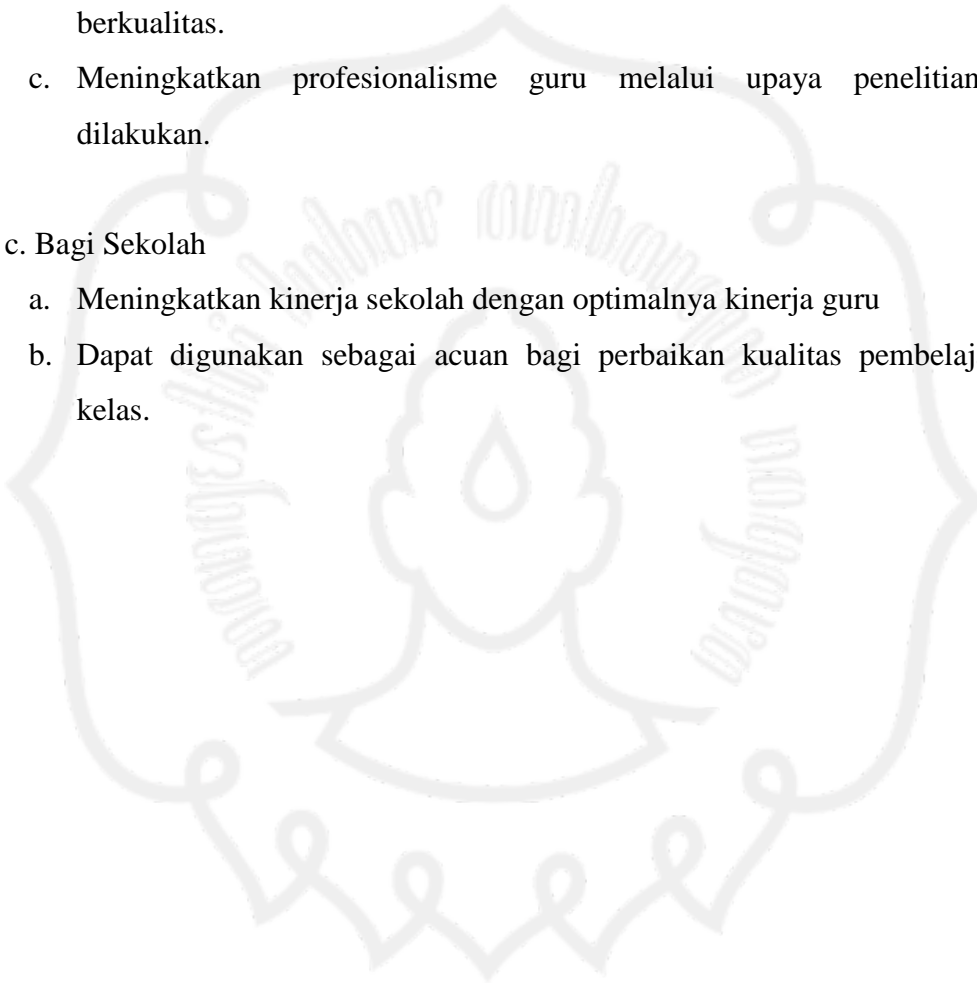 berkualitas.
c. Meningkatkan profesionalisme guru melalui upaya penelitian
dilakukan.
c. Bagi Sekolah
a. Meningkatkan kinerja sekolah dengan optimalnya kinerja guru
b. Dapat digunakan sebagai acuan bagi perbaikan kualitas pembelaj
kelas.